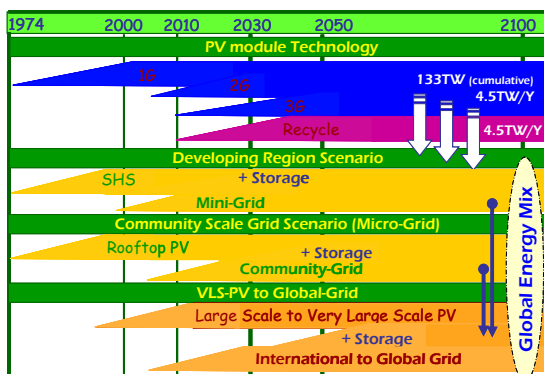 1974 2000 2010 2030 2050 2100
PV module Technology
1G
133TW (cumulative)
2G
4.5TW/Y
3G
Recycle
4.5TW/Y
Developing Region Scenario
SHS
+ Storage
Mini-Grid
Community Scale Grid Scenario (Micro-Grid)
Rooftop PV
+ Storage
Community-Grid
VLS-PV to Global-Grid
Large Scale to Very Large Scale PV
+ Storage
International to Global Grid
Global Energy Mix